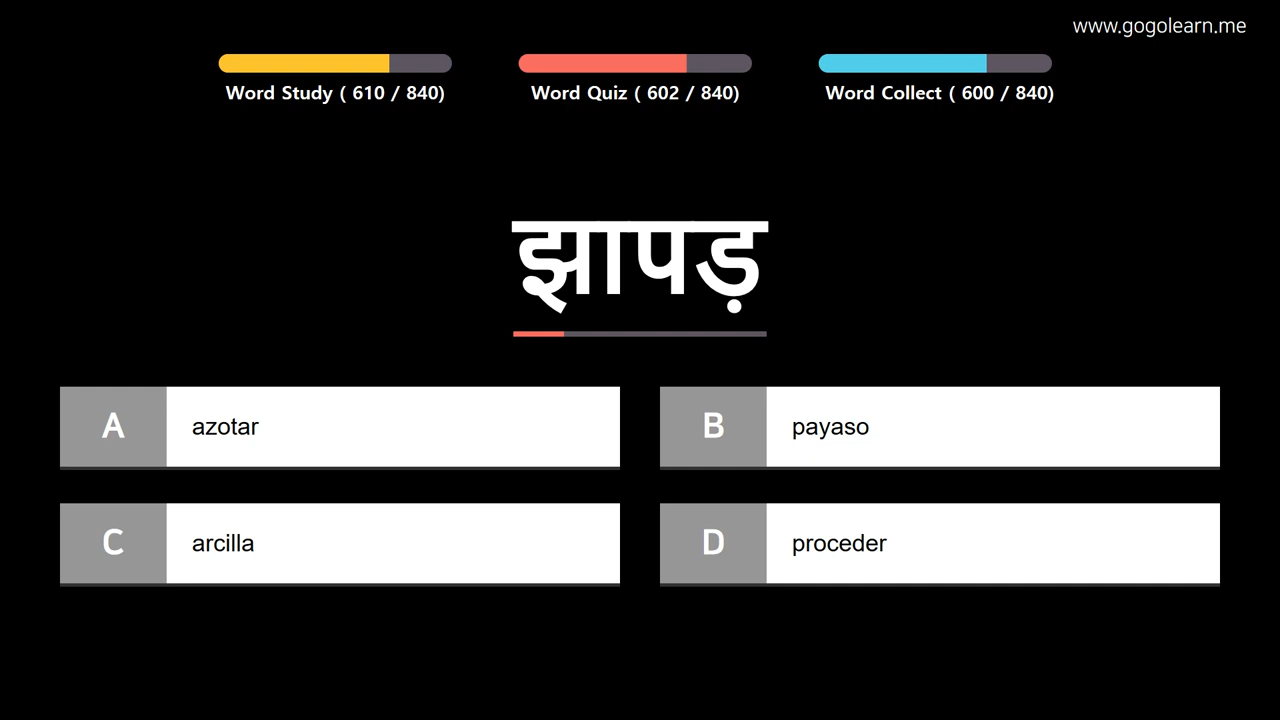 www.gogolearn.me
Word Study ( 610 / 840)
Word Quiz ( 602 / 840)
Word Collect ( 600 / 840)
झापड़
A azotar
B payaso
C arcilla
D proceder